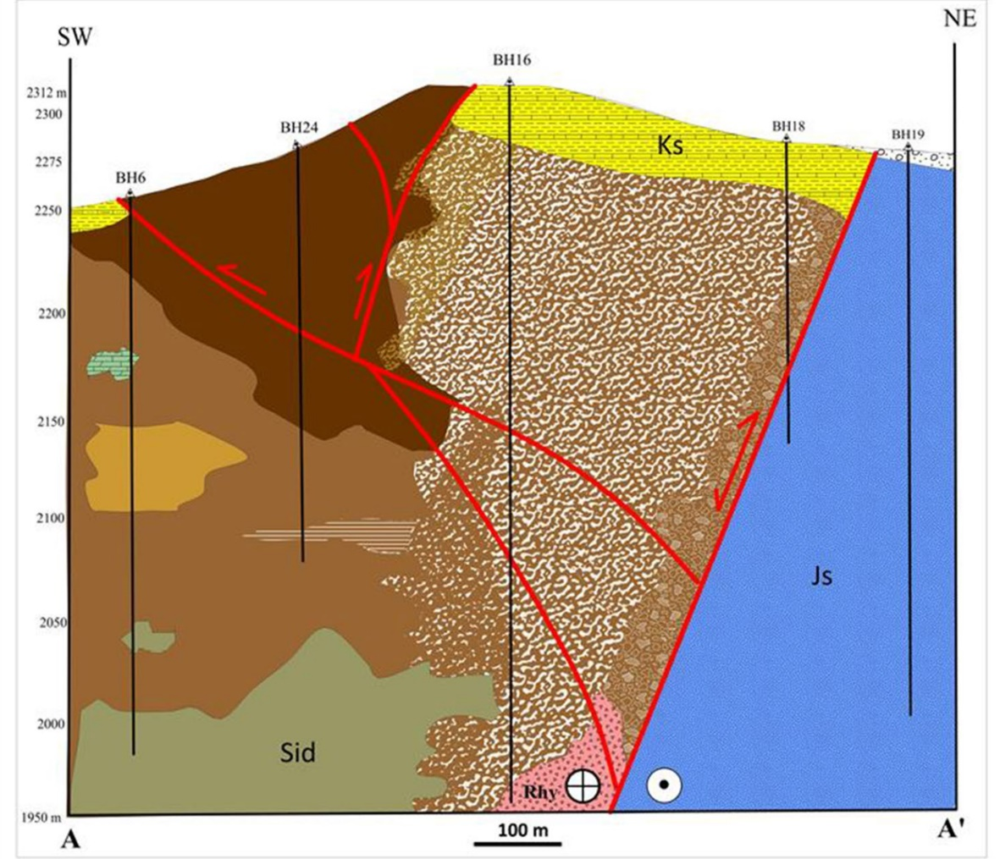 SW
NE
BH16
2312 m
2300
BH24
BH18
BH19
Ks
2275
BH6
2250
2200
2150
2100
Js
2050
2000
Sid
Rhy
1950 m
100 m
A
A'